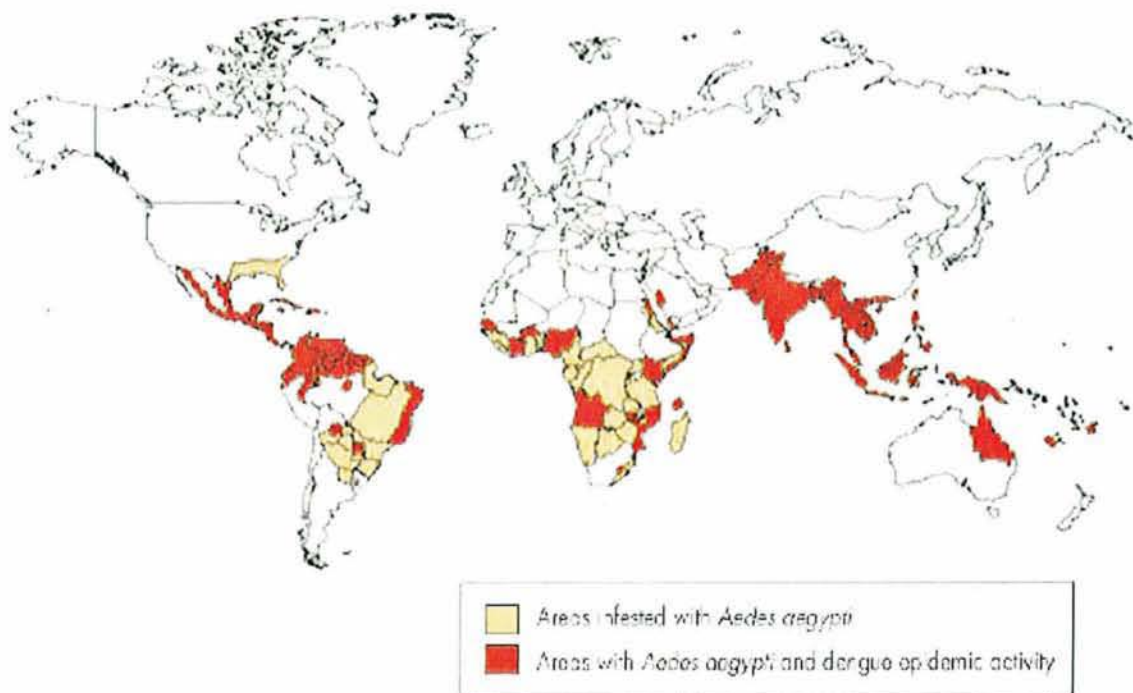 Areas infested with Aedes aegypti
Areas with Aedes aegypti and dengue epidemic activity